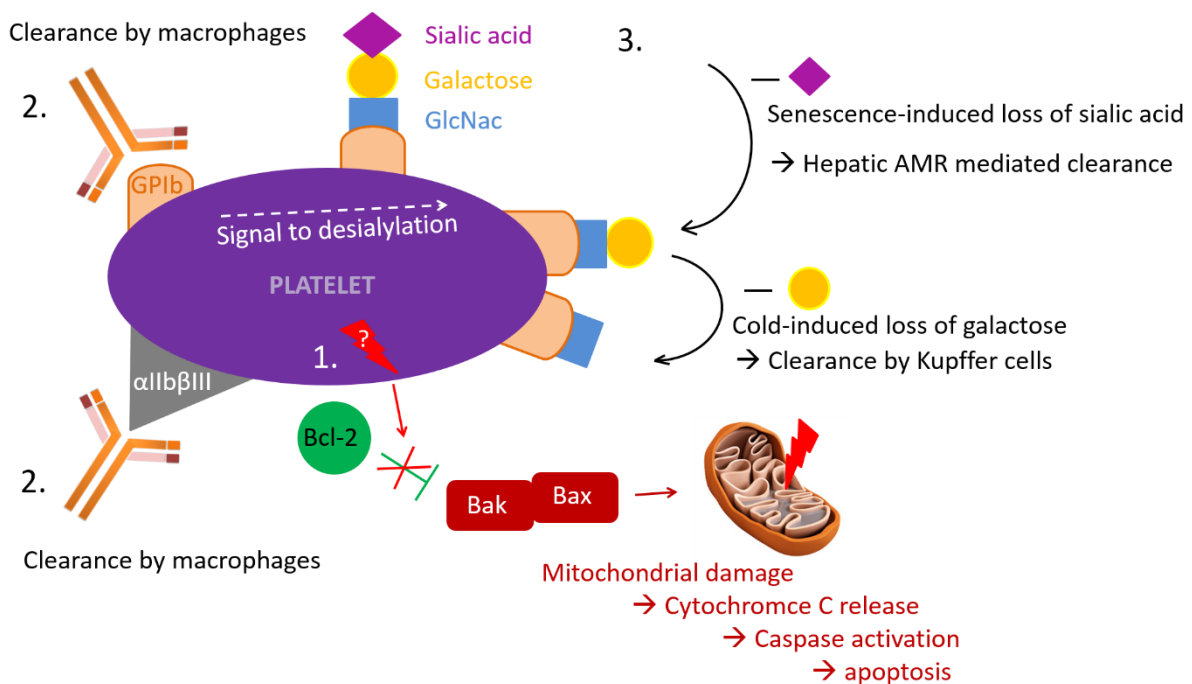 Clearance by macrophages
2.
Sialic acid
Galactose
GlcNac
GPIb
Signal to desialylation
PLATELET
1.
?
αIIbβIII
Bcl-2
2.
Clearance by macrophages
3.
—
Senescence-induced loss of sialic acid
→ Hepatic AMR mediated clearance
—
Cold-induced loss of galactose
→ Clearance by Kupffer cells
Bak
Bax
Mitochondrial damage
→ Cytochromce C release
→ Caspase activation
→ apoptosis